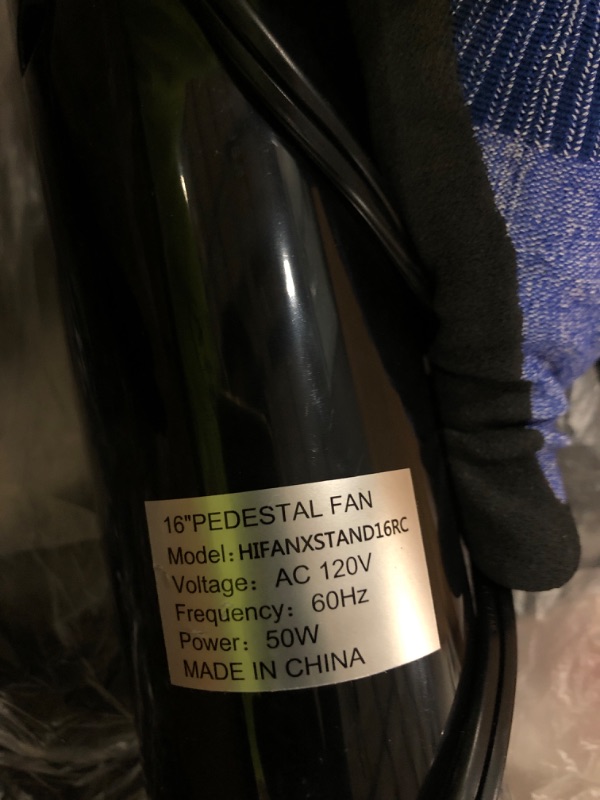 16"PEDESTAL FAN
Model: HIFANXSTAND16RC
Voltage: AC 120V
Frequency: 60Hz
Power: 50W
MADE IN CHINA